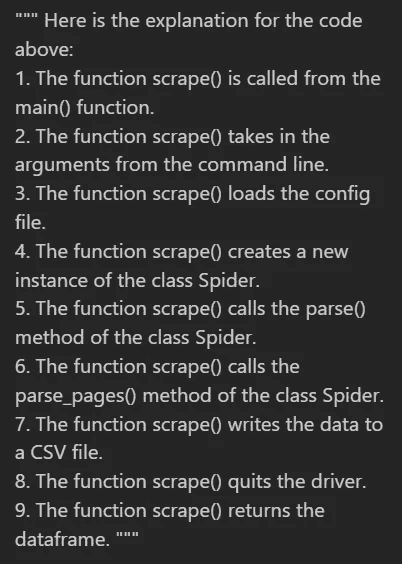 """ Here is the explanation for the code
above:
1. The function scrape() is called from the
main() function.
2. The function scrape() takes in the
arguments from the command line.
3. The function scrape() loads the config
file.
4. The function scrape() creates a new
instance of the class Spider.
5. The function scrape() calls the parse()
method of the class Spider.
6. The function scrape() calls the
parse_pages() method of the class Spider.
7. The function scrape() writes the data to
a CSV file.
8. The function scrape() quits the driver.
9. The function scrape() returns the
dataframe. """